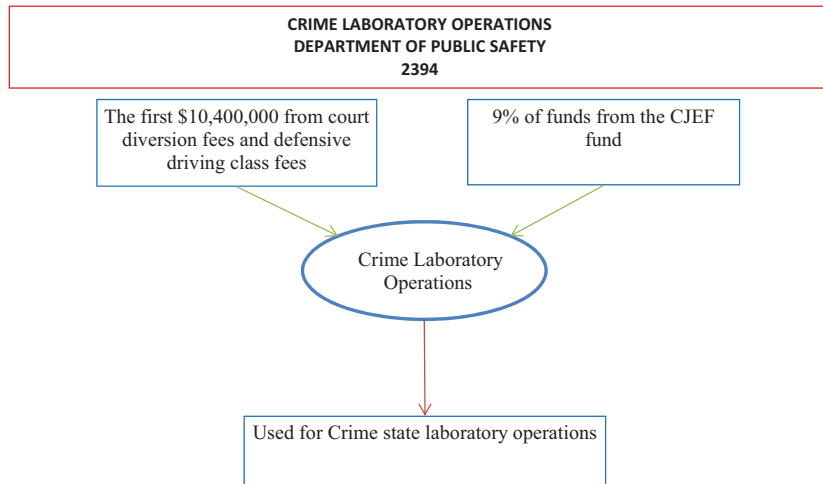 CRIME LABORATORY OPERATIONS
DEPARTMENT OF PUBLIC SAFETY
2394
The first $10,400,000 from court
diversion fees and defensive
driving class fees
9% of funds from the CJEF
fund
Crime Laboratory
Operations
Used for Crime state laboratory operations